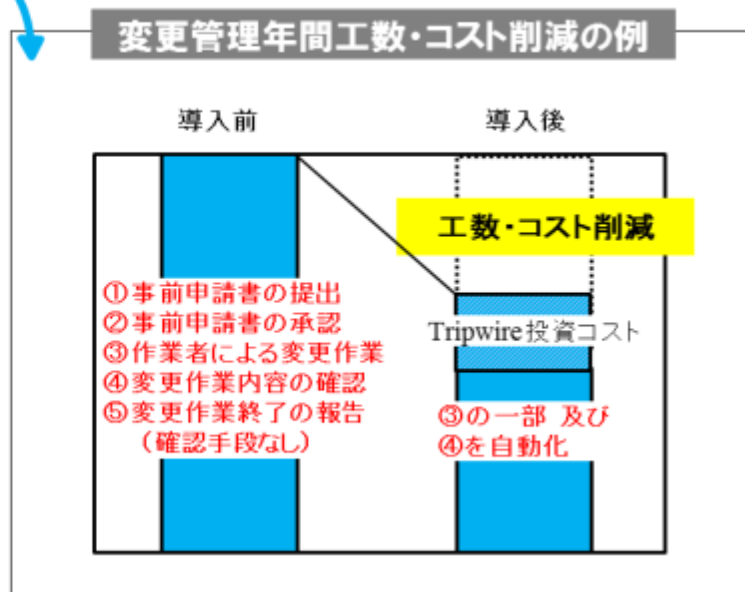 変更管理年間工数・コスト削減の例
導入前
導入後
工数・コスト削減
①事前申請書の提出
②事前申請書の承認
③作業者による変更作業
④変更作業内容の確認
⑤変更作業終了の報告
（確認手段なし）
Tripwire投資コスト
③の一部 及び
④を自動化